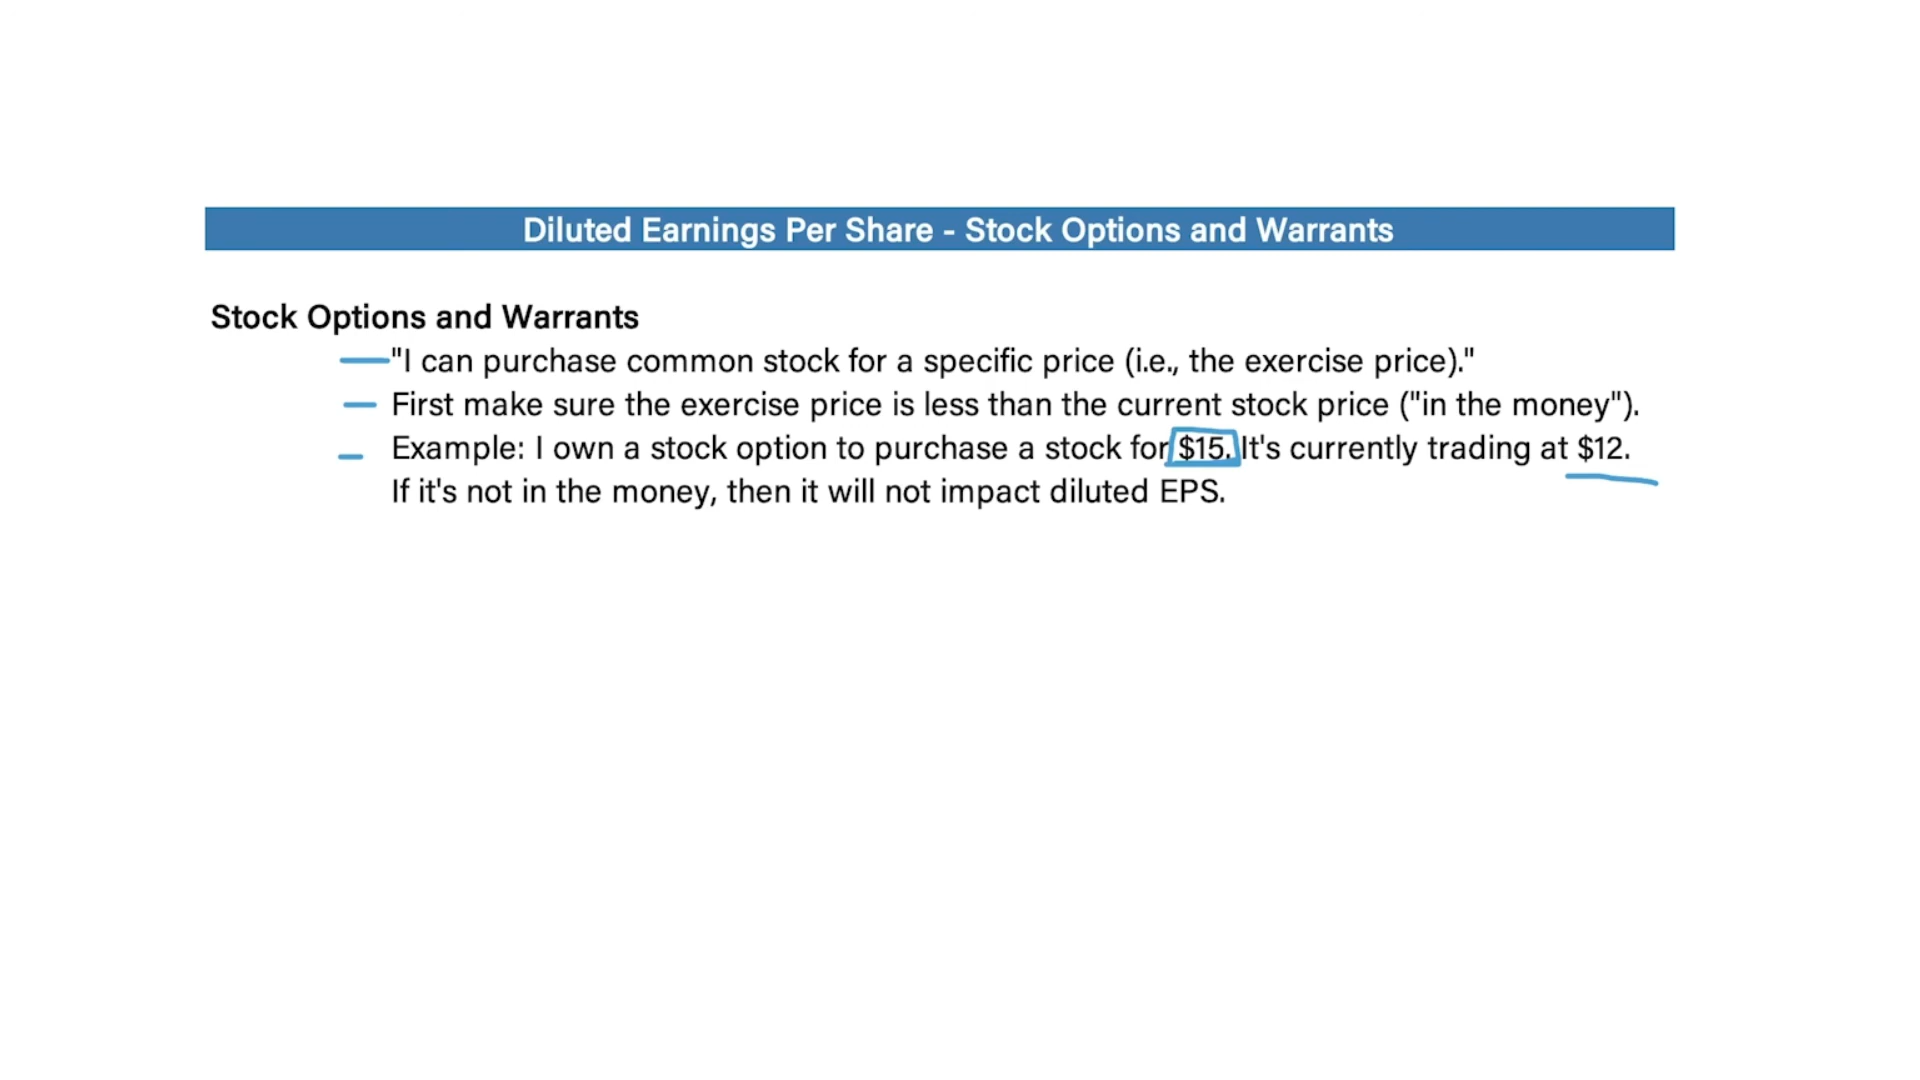 Diluted Earnings Per Share - Stock Options and Warrants
Stock Options and Warrants
"I can purchase common stock for a specific price (i.e., the exercise price)."
First make sure the exercise price is less than the current stock price ("in the money").
Example: I own a stock option to purchase a stock for $15. It's currently trading at $12.
If it's not in the money, then it will not impact diluted EPS.